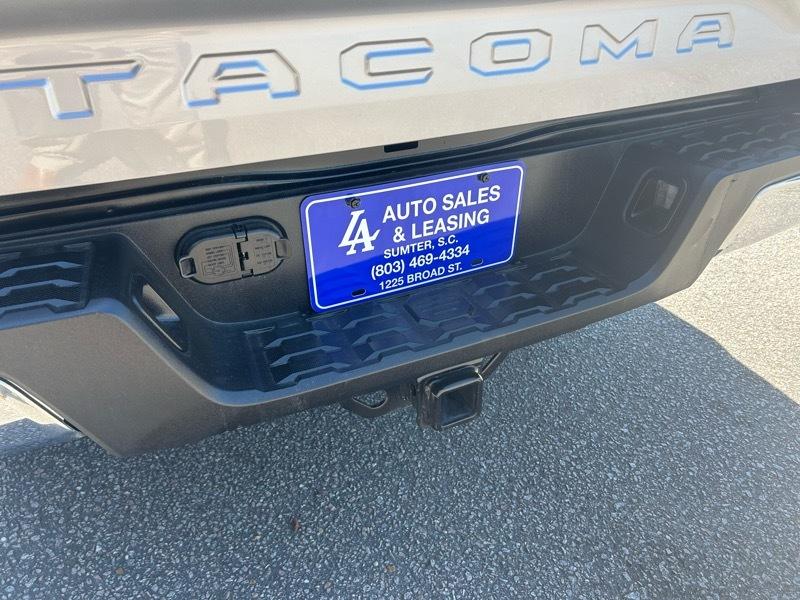 TACOMA
LA AUTO SALES
& LEASING
SUMTER, S.C.
(803) 469-4334
1225 BROAD ST.